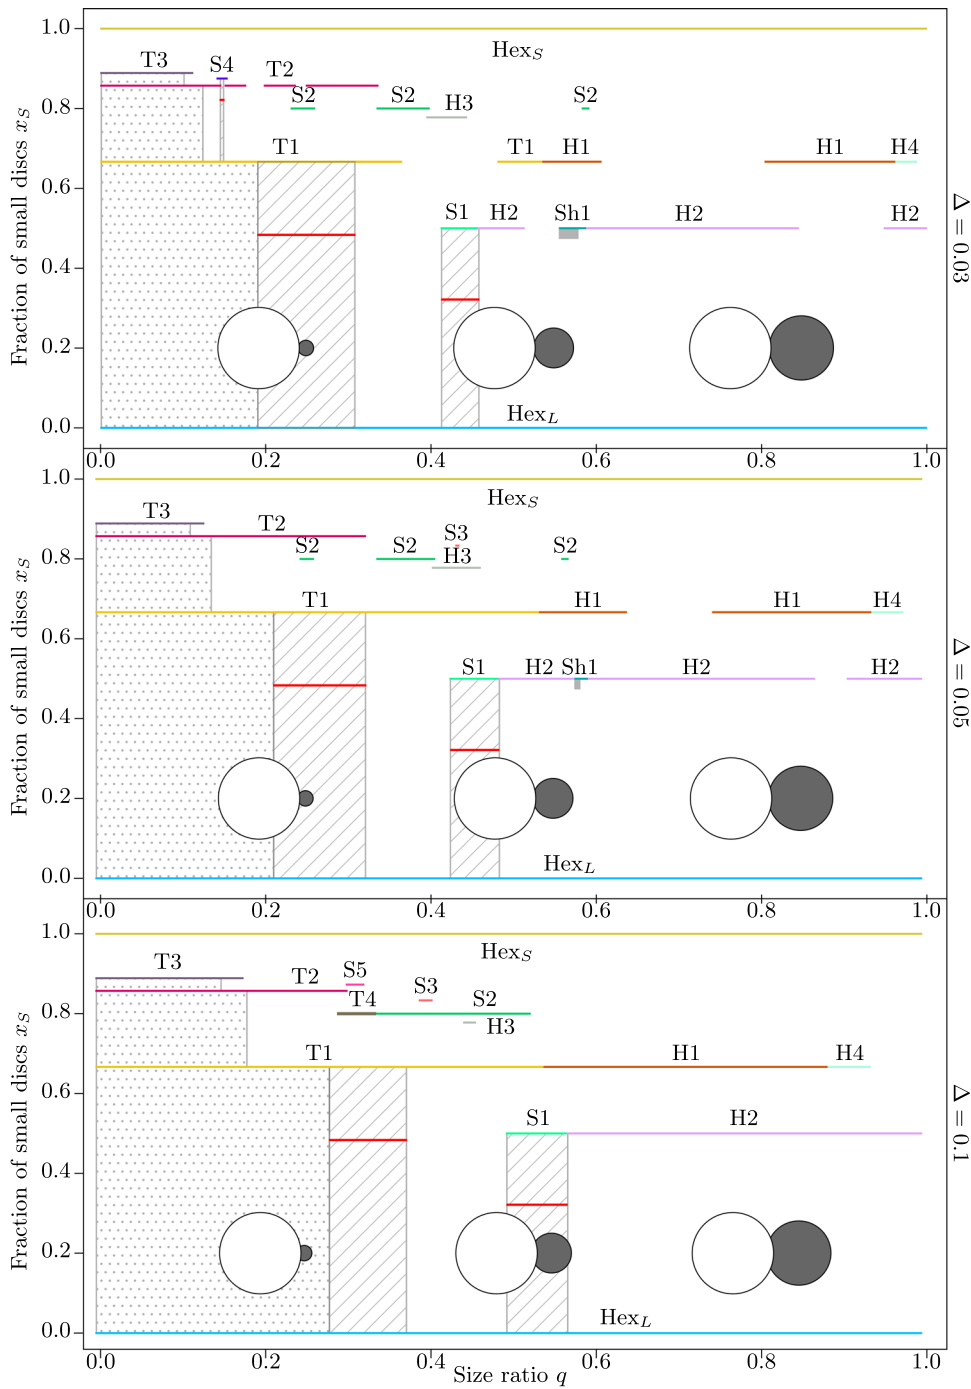 1.0
Hex_S
T3 S4 T2
S2 S2 H3 S2
0.8
T1 T1 H1 H1 H4
0.6
S1 H2 Sh1 H2 H2
0.4
0.2
Hex_L
0.0
Fraction of small discs x_S
Δ = 0.03
0.0 0.2 0.4 0.6 0.8 1.0
1.0
Hex_S
T3 T2
S3
S2 S2 H3 S2
0.8
T1 H1 H1 H4
0.6
S1 H2 Sh1 H2 H2
0.4
0.2
Hex_L
0.0
Fraction of small discs x_S
Δ = 0.05
0.0 0.2 0.4 0.6 0.8 1.0
1.0
Hex_S
T3 T2 S5
T4 S3 S2
H3
0.8
T1 H1 H4
0.6
S1 H2
0.4
0.2
Hex_L
0.0
Fraction of small discs x_S
Δ = 0.1
0.0 0.2 0.4 0.6 0.8 1.0
Size ratio q